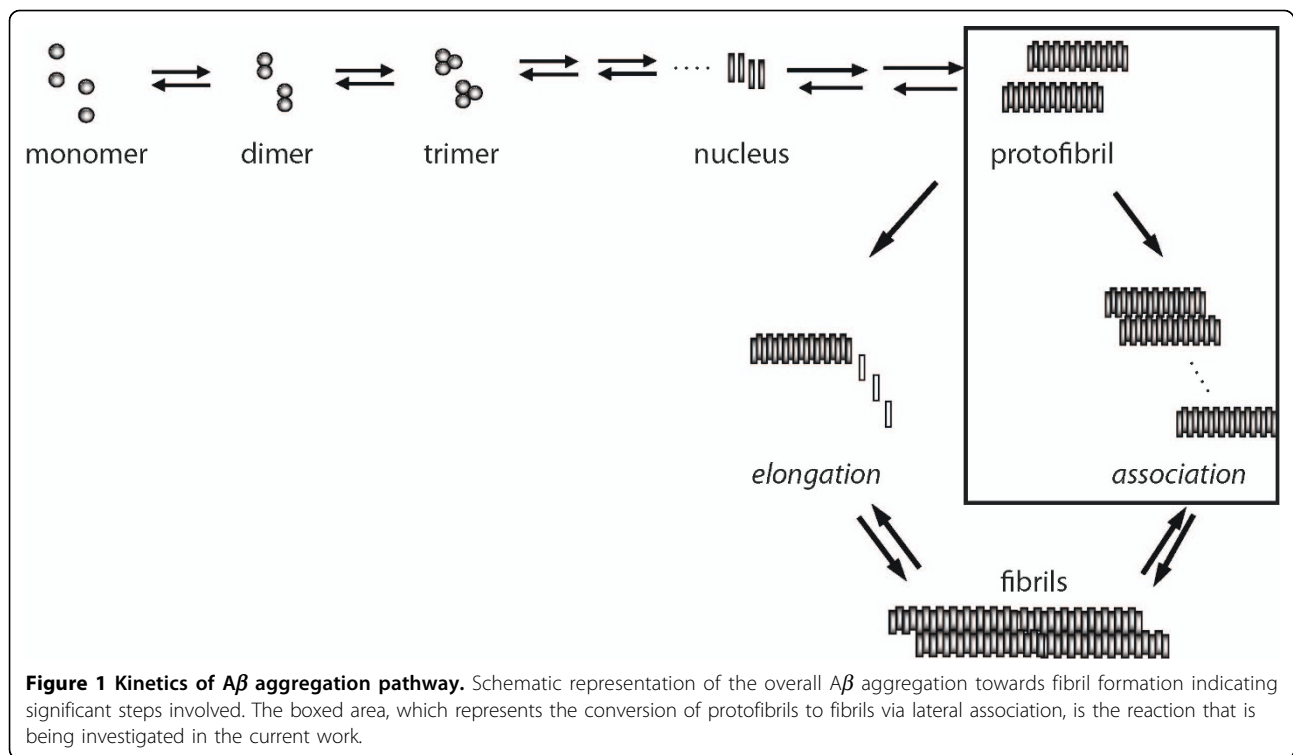 monomer dimer trimer nucleus protofibril
elongation association
fibrils
Figure 1 Kinetics of Aβ aggregation pathway. Schematic representation of the overall Aβ aggregation towards fibril formation indicating
significant steps involved. The boxed area, which represents the conversion of protofibrils to fibrils via lateral association, is the reaction that is
being investigated in the current work.